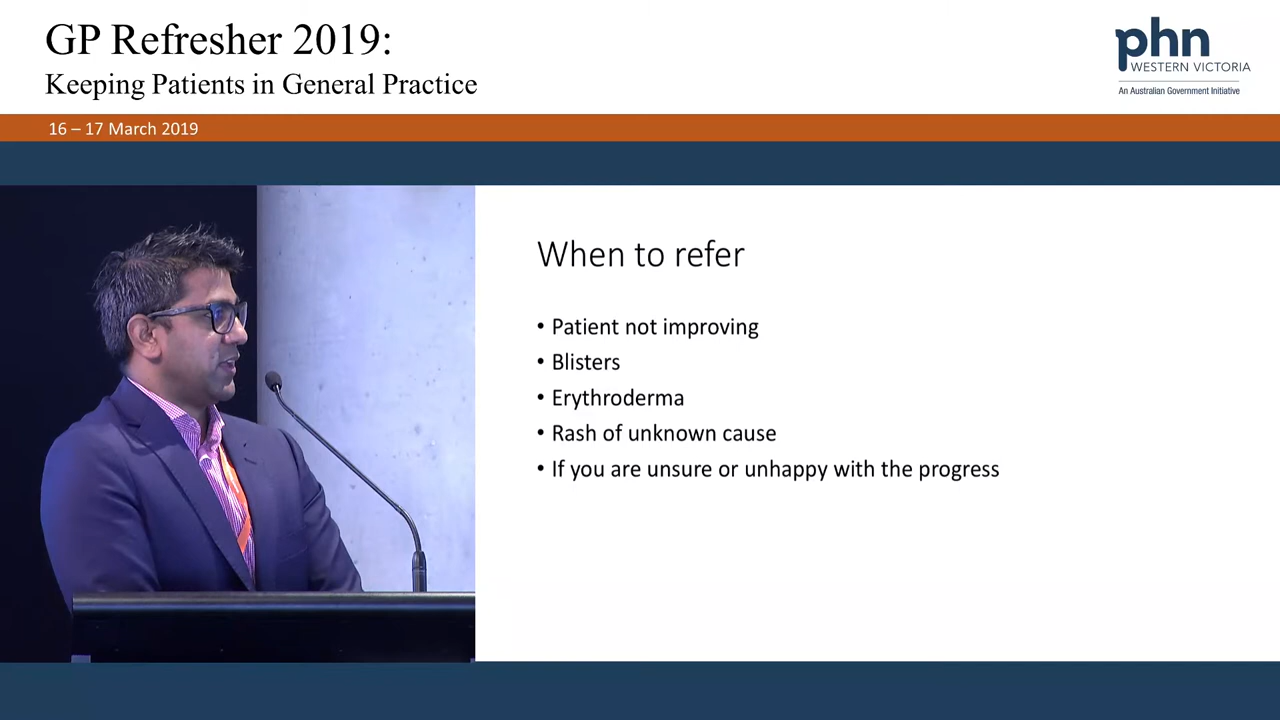 GP Refresher 2019:
Keeping Patients in General Practice
phn
WESTERN VICTORIA
An Australian Government Initiative
16 – 17 March 2019
When to refer
• Patient not improving
• Blisters
• Erythroderma
• Rash of unknown cause
• If you are unsure or unhappy with the progress